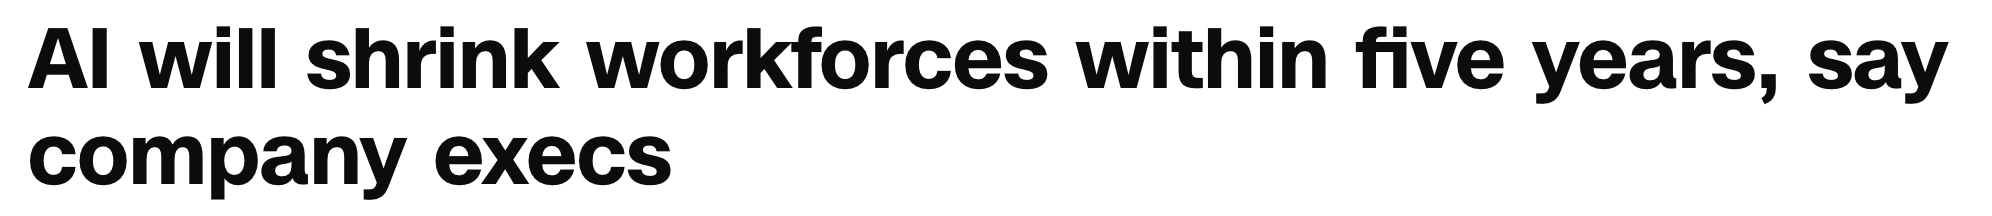 AI will shrink workforces within five years, say
company execs